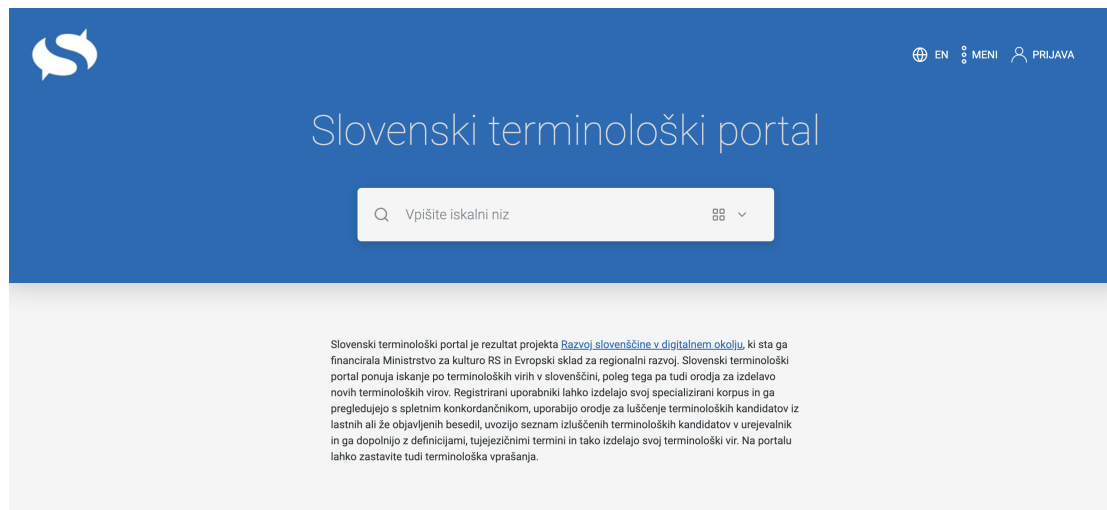 EN MENI PRIJAVA
Slovenski terminološki portal
Vpišite iskalni niz
Slovenski terminološki portal je rezultat projekta Razvoj slovenščine v digitalnem okolju, ki sta ga
financirala Ministrstvo za kulturo RS in Evropski sklad za regionalni razvoj. Slovenski terminološki
portal ponuja iskanje po terminoloških virih v slovenščini, poleg tega pa tudi orodja za izdelavo
novih terminoloških virov. Registrirani uporabniki lahko izdelajo svoj specializirani korpus in ga
pregledujejo s spletnim konkordančnikom, uporabijo orodje za luščenje terminoloških kandidatov iz
lastnih ali že objavljenih besedil, uvozijo seznam izluščenih terminoloških kandidatov v urejevalnik
in ga dopolnijo z definicijami, tujejezičnimi termini in tako izdelajo svoj terminološki vir. Na portalu
lahko zastavite tudi terminološka vprašanja.